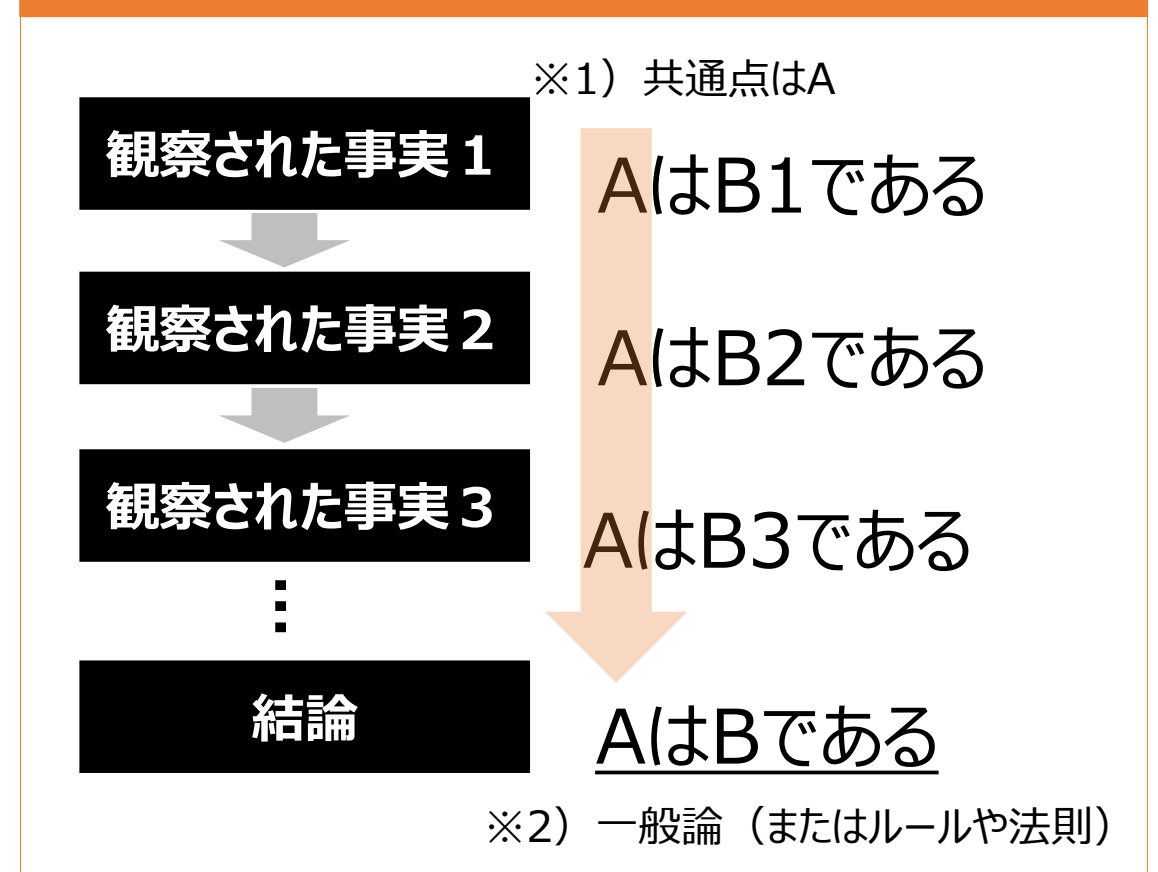 ※1）共通点はA
観察された事実１
AはB1である
観察された事実２
AはB2である
観察された事実３
AはB3である
結論
AはBである
※2）一般論（またはルールや法則）